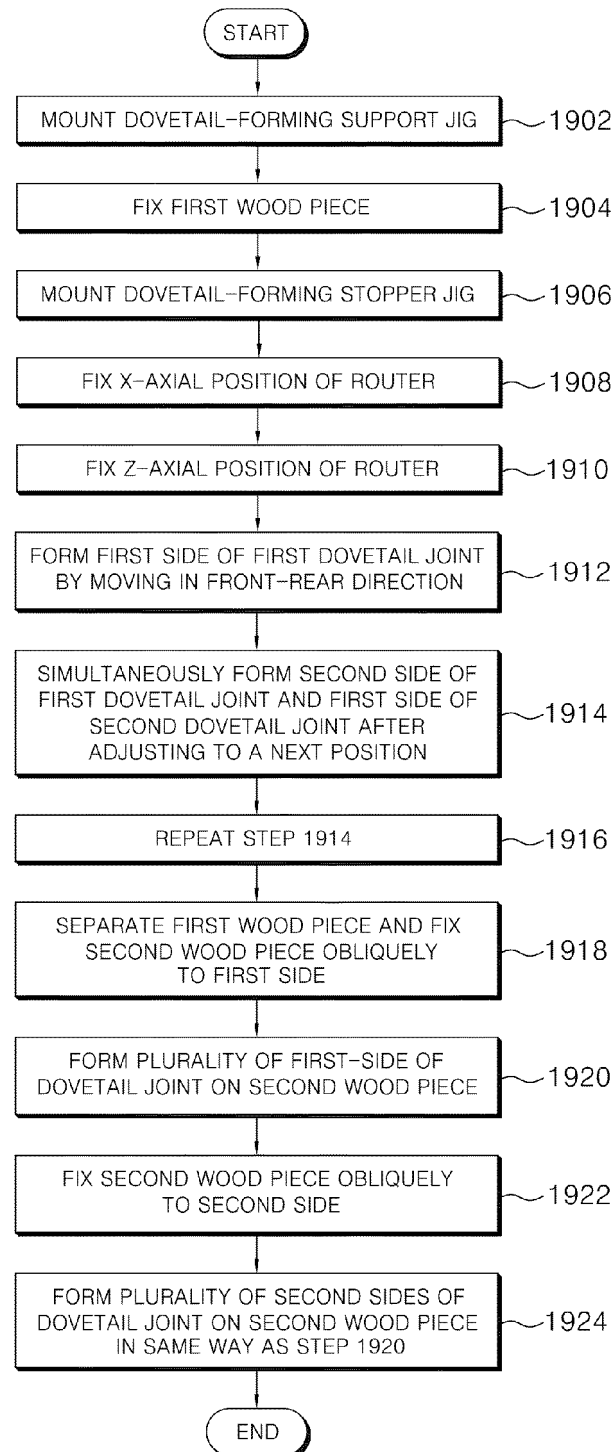 START
MOUNT DOVETAIL-FORMING SUPPORT JIG
1902
FIX FIRST WOOD PIECE
1904
MOUNT DOVETAIL-FORMING STOPPER JIG
1906
FIX X-AXIAL POSITION OF ROUTER
1908
FIX Z-AXIAL POSITION OF ROUTER
1910
FORM FIRST SIDE OF FIRST DOVETAIL JOINT
BY MOVING IN FRONT-REAR DIRECTION
1912
SIMULTANEOUSLY FORM SECOND SIDE OF
FIRST DOVETAIL JOINT AND FIRST SIDE OF
SECOND DOVETAIL JOINT AFTER
ADJUSTING TO A NEXT POSITION
1914
REPEAT STEP 1914
1916
SEPARATE FIRST WOOD PIECE AND FIX
SECOND WOOD PIECE OBLIQUELY
TO FIRST SIDE
1918
FORM PLURALITY OF FIRST-SIDE OF
DOVETAIL JOINT ON SECOND WOOD PIECE
1920
FIX SECOND WOOD PIECE OBLIQUELY
TO SECOND SIDE
1922
FORM PLURALITY OF SECOND SIDES OF
DOVETAIL JOINT ON SECOND WOOD PIECE
IN SAME WAY AS STEP 1920
1924
END